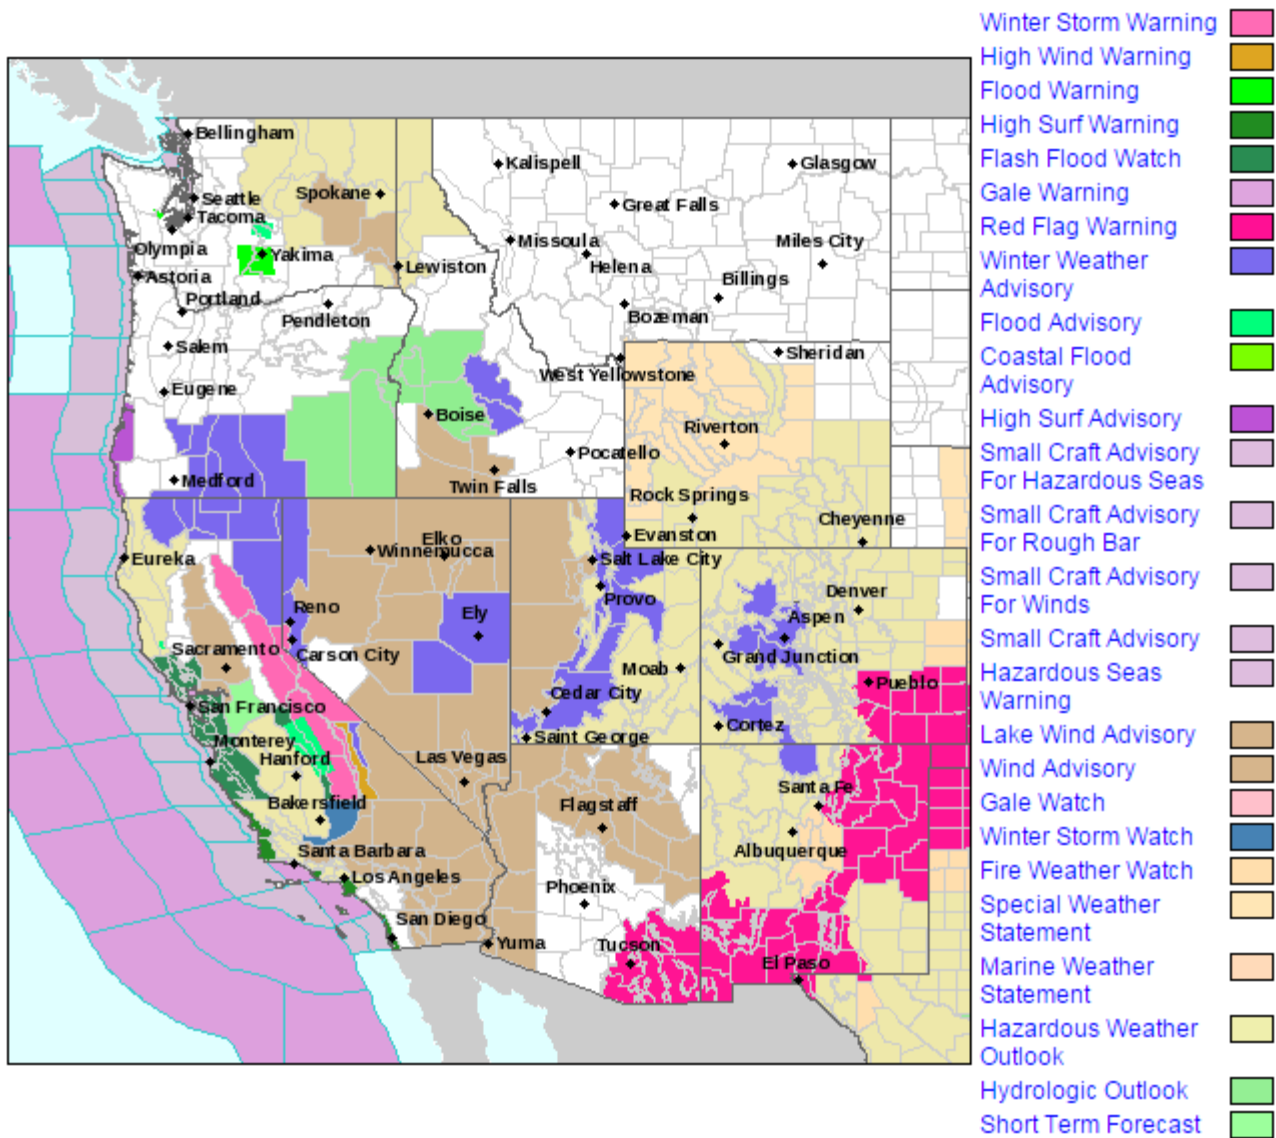 Bellingham
Kalispell
Glasgow
Seattle
Spokane
Great Falls
Tacoma
Olympia
Yakima
Missoula
Miles City
Helena
Lewiston
Astoria
Billings
Portland
Pendleton
Bozeman
Salem
Sheridan
West Yellowstone
Eugene
Boise
Riverton
Pocatello
Medford
Twin Falls
Rock Springs
Cheyenne
Elko
Winnemucca
Evanston
Eureka
Salt Lake City
Provo
Denver
Reno
Ely
Aspen
Sacramento
Carson City
Grand Junction
Moab
Pueblo
Cedar City
San Francisco
Cortez
Saint George
Monterey
Hanford
Las Vegas
Santa Fe
Bakersfield
Flagstaff
Santa Barbara
Albuquerque
Los Angeles
Phoenix
San Diego
Yuma
Tucson
El Paso
Winter Storm Warning
High Wind Warning
Flood Warning
High Surf Warning
Flash Flood Watch
Gale Warning
Red Flag Warning
Winter Weather
Advisory
Flood Advisory
Coastal Flood
Advisory
High Surf Advisory
Small Craft Advisory
For Hazardous Seas
Small Craft Advisory
For Rough Bar
Small Craft Advisory
For Winds
Small Craft Advisory
Hazardous Seas
Warning
Lake Wind Advisory
Wind Advisory
Gale Watch
Winter Storm Watch
Fire Weather Watch
Special Weather
Statement
Marine Weather
Statement
Hazardous Weather
Outlook
Hydrologic Outlook
Short Term Forecast